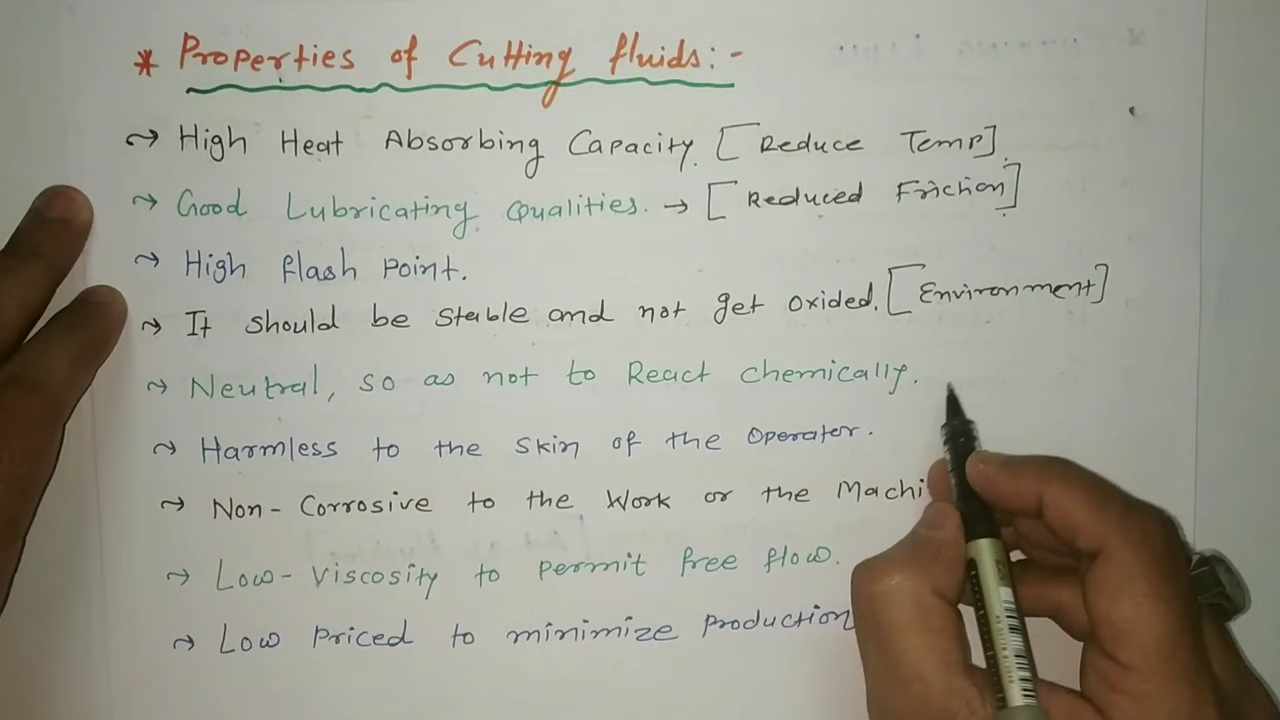 * Properties of Cutting fluids:-
~> High Heat Absorbing Capacity. [Reduce Temp].
~> Good Lubricating Qualities. → [Reduced Friction]
~> High flash Point.
~> It should be stable and not get oxided. [Environment]
~> Neutral, so as not to React chemically.
~> Harmless to the skin of the Operator.
~> Non-Corrosive to the Work or the Machi
~> Low-Viscosity to permit free flow.
~> Low Priced to minimize Production